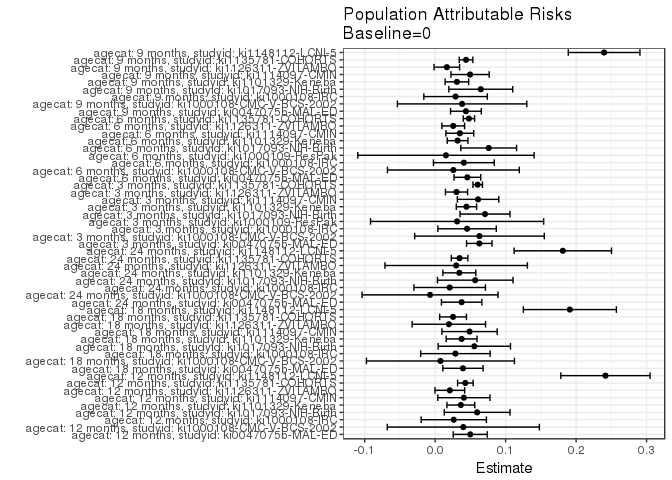 Population Attributable Risks
Baseline=0
agecat: 9 months, studyid: ki1148112-LCNI-5
agecat: 9 months, studyid: ki1135781-COHORTS
agecat: 9 months, studyid: ki1126311-ZVITAMBO
agecat: 9 months, studyid: ki1114097-CMIN
agecat: 9 months, studyid: ki1101329-Keneba
agecat: 9 months, studyid: ki1017093-NIH-Birth
agecat: 9 months, studyid: ki1000108-IRC
agecat: 9 months, studyid: ki1000108-CMC-V-BCS-2002
agecat: 9 months, studyid: ki0047075b-MAL-ED
agecat: 6 months, studyid: ki1135781-COHORTS
agecat: 6 months, studyid: ki1126311-ZVITAMBO
agecat: 6 months, studyid: ki1114097-CMIN
agecat: 6 months, studyid: ki1101329-Keneba
agecat: 6 months, studyid: ki1017093-NIH-Birth
agecat: 6 months, studyid: ki1000109-ResPak
agecat: 6 months, studyid: ki1000108-IRC
agecat: 6 months, studyid: ki1000108-CMC-V-BCS-2002
agecat: 6 months, studyid: ki0047075b-MAL-ED
agecat: 3 months, studyid: ki1135781-COHORTS
agecat: 3 months, studyid: ki1126311-ZVITAMBO
agecat: 3 months, studyid: ki1114097-CMIN
agecat: 3 months, studyid: ki1101329-Keneba
agecat: 3 months, studyid: ki1017093-NIH-Birth
agecat: 3 months, studyid: ki1000109-ResPak
agecat: 3 months, studyid: ki1000108-IRC
agecat: 3 months, studyid: ki1000108-CMC-V-BCS-2002
agecat: 3 months, studyid: ki0047075b-MAL-ED
agecat: 24 months, studyid: ki1148112-LCNI-5
agecat: 24 months, studyid: ki1135781-COHORTS
agecat: 24 months, studyid: ki1126311-ZVITAMBO
agecat: 24 months, studyid: ki1101329-Keneba
agecat: 24 months, studyid: ki1017093-NIH-Birth
agecat: 24 months, studyid: ki1000108-IRC
agecat: 24 months, studyid: ki1000108-CMC-V-BCS-2002
agecat: 24 months, studyid: ki0047075b-MAL-ED
agecat: 18 months, studyid: ki1148112-LCNI-5
agecat: 18 months, studyid: ki1135781-COHORTS
agecat: 18 months, studyid: ki1126311-ZVITAMBO
agecat: 18 months, studyid: ki1114097-CMIN
agecat: 18 months, studyid: ki1101329-Keneba
agecat: 18 months, studyid: ki1017093-NIH-Birth
agecat: 18 months, studyid: ki1000108-IRC
agecat: 18 months, studyid: ki1000108-CMC-V-BCS-2002
agecat: 18 months, studyid: ki0047075b-MAL-ED
agecat: 12 months, studyid: ki1148112-LCNI-5
agecat: 12 months, studyid: ki1135781-COHORTS
agecat: 12 months, studyid: ki1126311-ZVITAMBO
agecat: 12 months, studyid: ki1114097-CMIN
agecat: 12 months, studyid: ki1101329-Keneba
agecat: 12 months, studyid: ki1017093-NIH-Birth
agecat: 12 months, studyid: ki1000108-IRC
agecat: 12 months, studyid: ki1000108-CMC-V-BCS-2002
agecat: 12 months, studyid: ki0047075b-MAL-ED
-0.1 0.0 0.1 0.2 0.3
Estimate